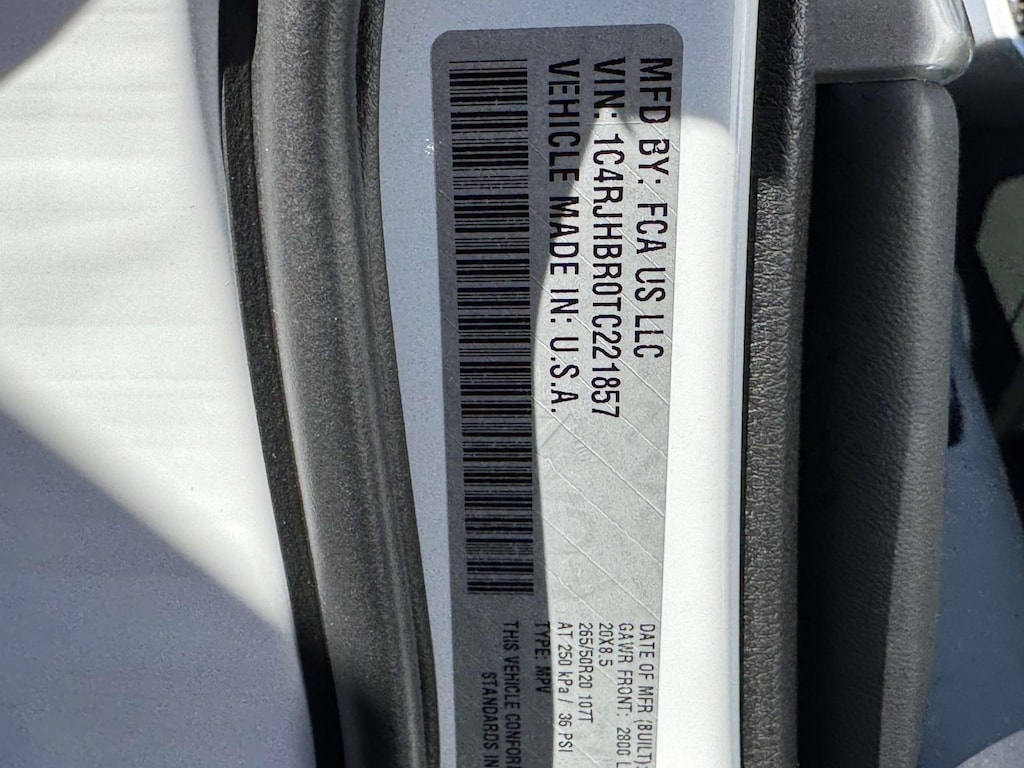 MFD BY: FCA US LLC
VIN: 1C4RJHBR0TC221857
VEHICLE MADE IN: U.S.A.
DATE OF MFR (BUILT):
GAWR FRONT: 2800 L
20X8.5
265/50R20 107T
AT 250 kPa / 36 PSI
TYPE: MPV
THIS VEHICLE CONFOR
STANDARDS IN